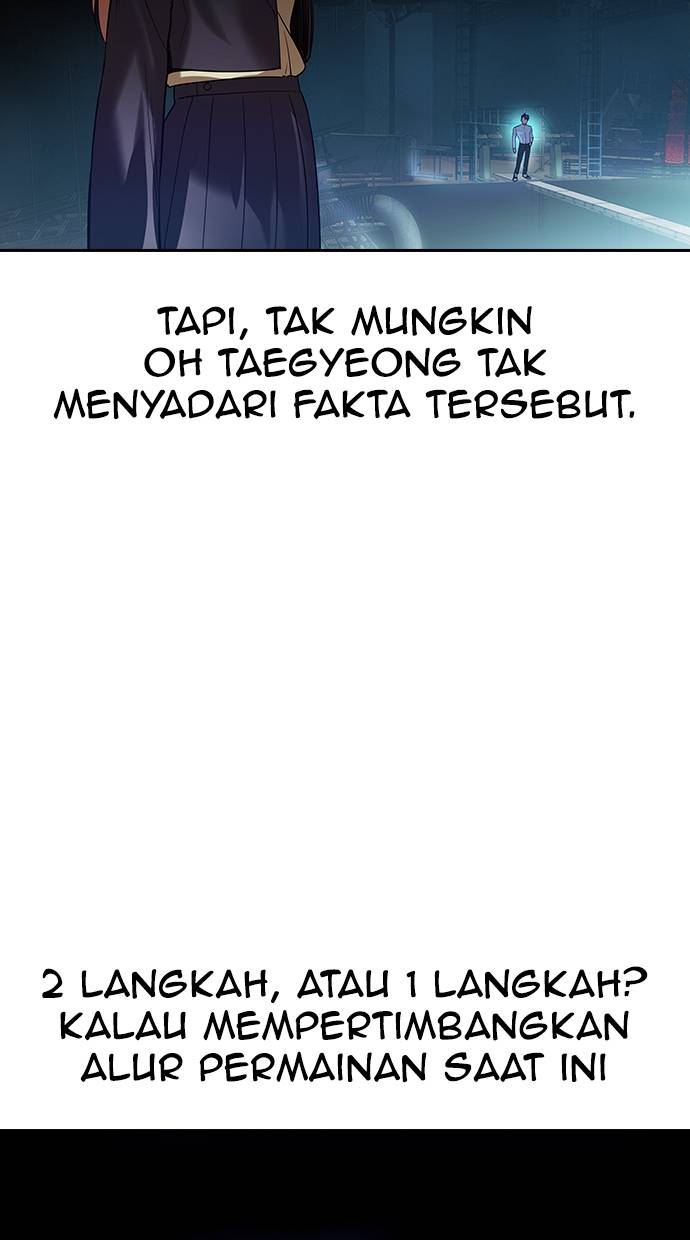 TAPI, TAK MUNGKIN
OH TAEGYEONG TAK
MENYADARI FAKTA TERSEBUT.
2 LANGKAH, ATAU 1 LANGKAH?
KALAU MEMPERTIMBANGKAN
ALUR PERMAINAN SAAT INI